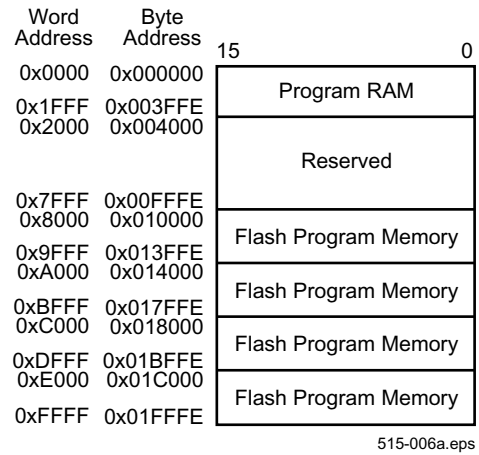 Word Address Byte Address
15 0
0x0000 0x000000
Program RAM
0x1FFF 0x003FFE
0x2000 0x004000
Reserved
0x7FFF 0x00FFFE
0x8000 0x010000
Flash Program Memory
0x9FFF 0x013FFE
0xA000 0x014000
Flash Program Memory
0xBFFF 0x017FFE
0xC000 0x018000
Flash Program Memory
0xDFFF 0x01BFFE
0xE000 0x01C000
Flash Program Memory
0xFFFF 0x01FFFE
515-006a.eps